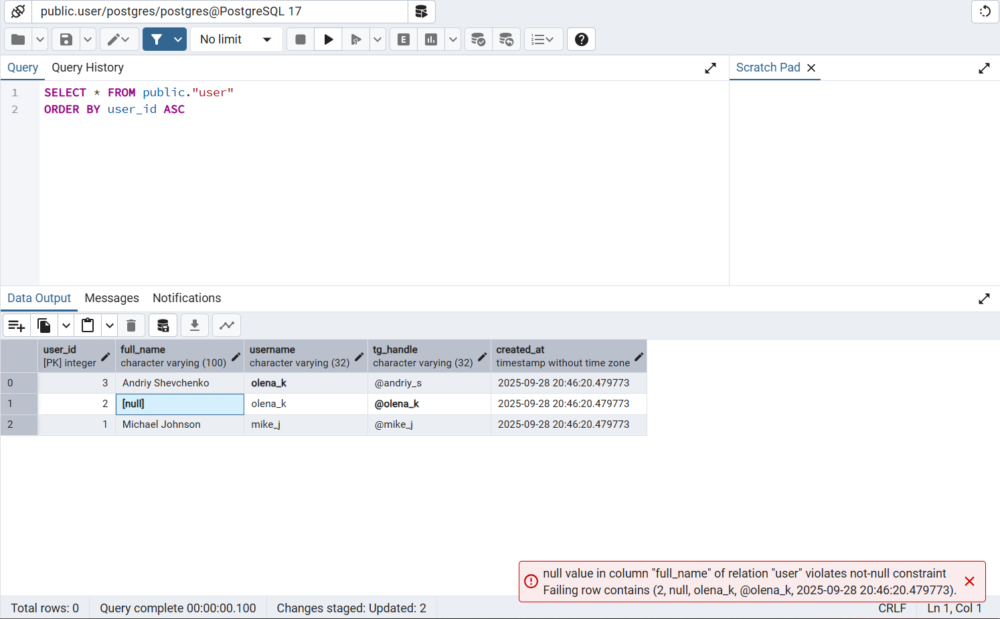 public.user/postgres/postgres@PostgreSQL 17
No limit
E
Query Query History
Scratch Pad
1 SELECT * FROM public."user"
2 ORDER BY user_id ASC
Data Output Messages Notifications
user_id full_name username tg_handle created_at
[PK] integer character varying (100) character varying (32) character varying (32) timestamp without time zone
0 3 Andriy Shevchenko olena_k @andriy_s 2025-09-28 20:46:20.479773
1 2 [null] olena_k @olena_k 2025-09-28 20:46:20.479773
2 1 Michael Johnson mike_j @mike_j 2025-09-28 20:46:20.479773
null value in column "full_name" of relation "user" violates not-null constraint
Failing row contains (2, null, olena_k, @olena_k, 2025-09-28 20:46:20.479773).
Total rows: 0 Query complete 00:00:00.100 Changes staged: Updated: 2 CRLF Ln 1, Col 1